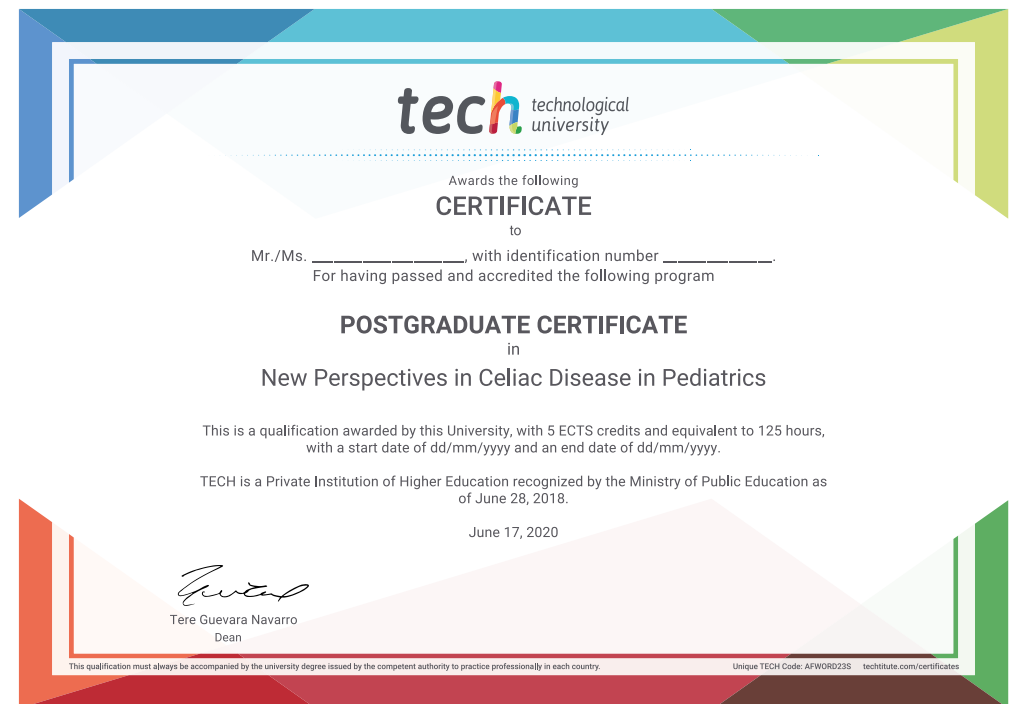 tech technological
university
Awards the following
CERTIFICATE
to
Mr./Ms. ________________, with identification number ____________.
For having passed and accredited the following program
POSTGRADUATE CERTIFICATE
in
New Perspectives in Celiac Disease in Pediatrics
This is a qualification awarded by this University, with 5 ECTS credits and equivalent to 125 hours,
with a start date of dd/mm/yyyy and an end date of dd/mm/yyyy.
TECH is a Private Institution of Higher Education recognized by the Ministry of Public Education as
of June 28, 2018.
June 17, 2020
Tere Guevara Navarro
Dean
This qualification must always be accompanied by the university degree issued by the competent authority to practice professionally in each country.
Unique TECH Code: AFWORD23S techtitute.com/certificates